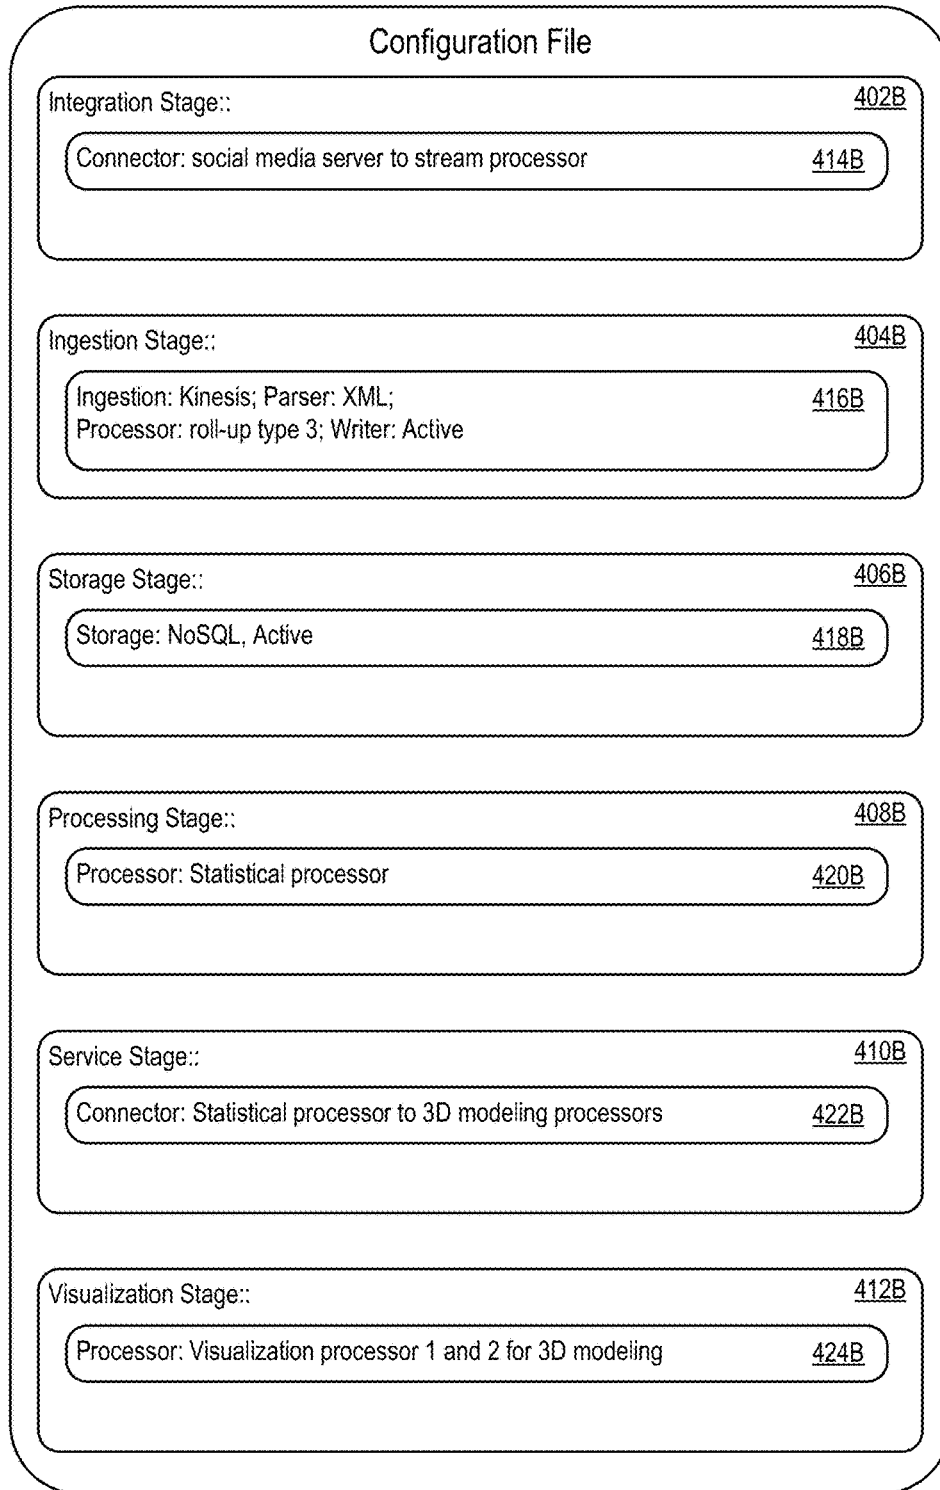 Configuration File
Integration Stage::
402B
Connector: social media server to stream processor
414B
Ingestion Stage::
404B
Ingestion: Kinesis; Parser: XML;
416B
Processor: roll-up type 3; Writer: Active
Storage Stage::
406B
Storage: NoSQL, Active
418B
Processing Stage::
408B
Processor: Statistical processor
420B
Service Stage::
410B
Connector: Statistical processor to 3D modeling processors
422B
Visualization Stage::
412B
Processor: Visualization processor 1 and 2 for 3D modeling
424B